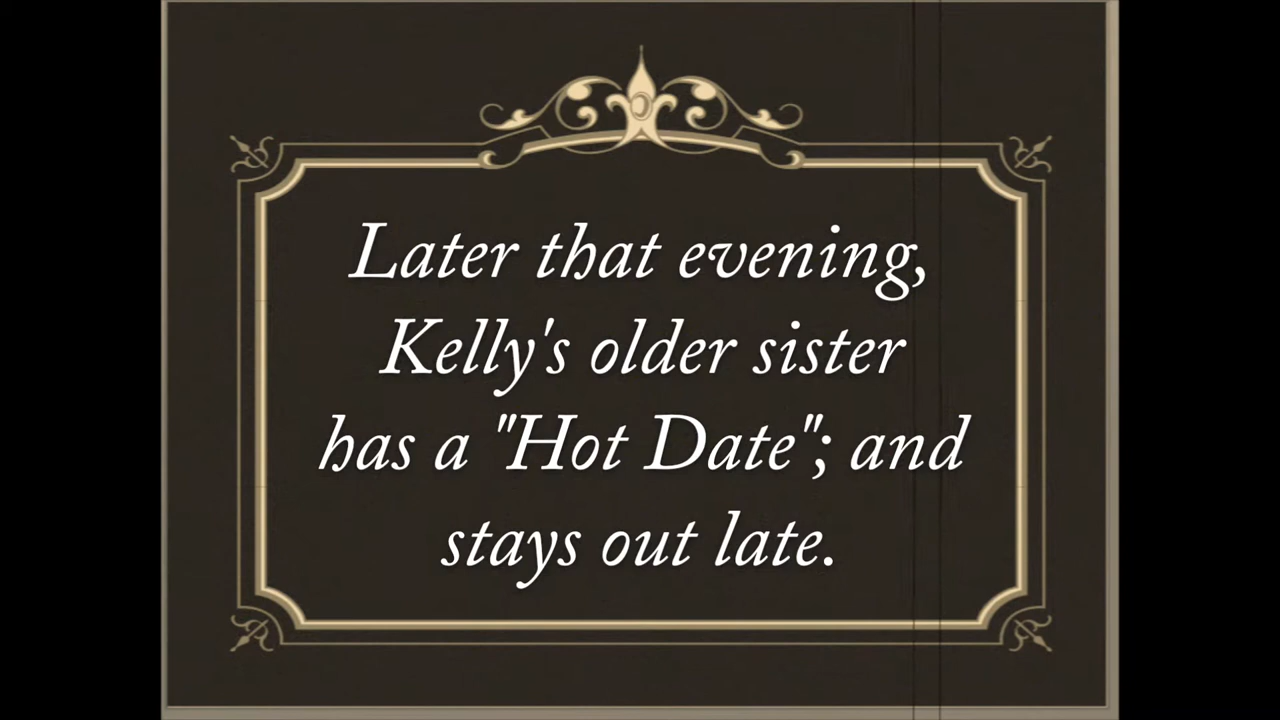 Later that evening,
Kelly's older sister
has a "Hot Date"; and
stays out late.